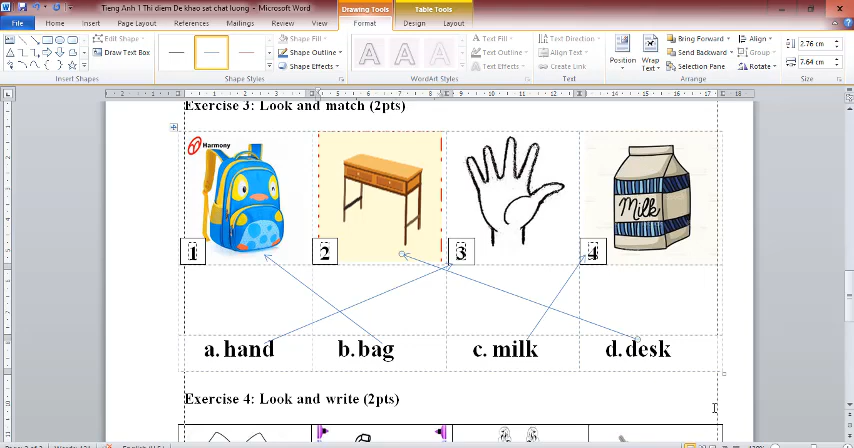 Tieng Anh 1 Thi diem De khao sat chat luong - Microsoft Word
Drawing Tools
Table Tools
File Home Insert Page Layout References Mailings Review View Format Design Layout
Edit Shape
Draw Text Box
Insert Shapes
Shape Fill
Shape Outline
Shape Effects
Shape Styles
A A A
Text Fill
Text Outline
Text Effects
WordArt Styles
Text Direction
Align Text
Create Link
Text
Position
Wrap Text
Bring Forward
Send Backward
Selection Pane
Align
Group
Rotate
Arrange
2.76 cm
7.64 cm
Size
Exercise 3: Look and match (2pts)
Harmony
Milk
1 2 3 4
a. hand b. bag c. milk d. desk
Exercise 4: Look and write (2pts)